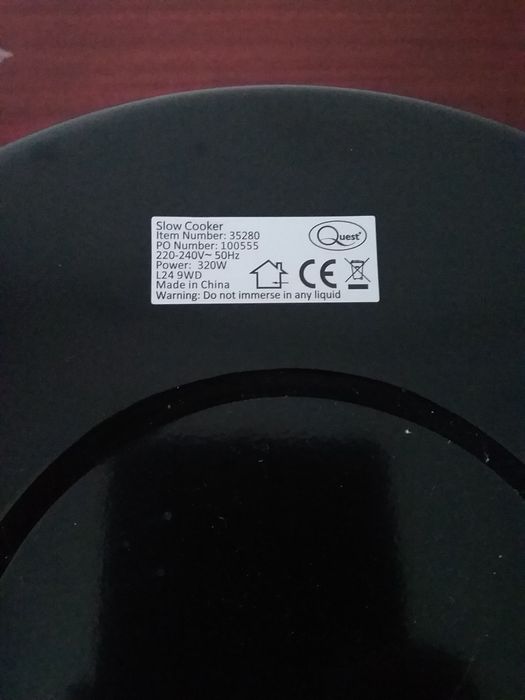 Slow Cooker
Item Number: 35280
PO Number: 100555
220-240V~ 50Hz
Power: 320W
L24 9WD
Made in China
Warning: Do not immerse in any liquid
Quest®
CE